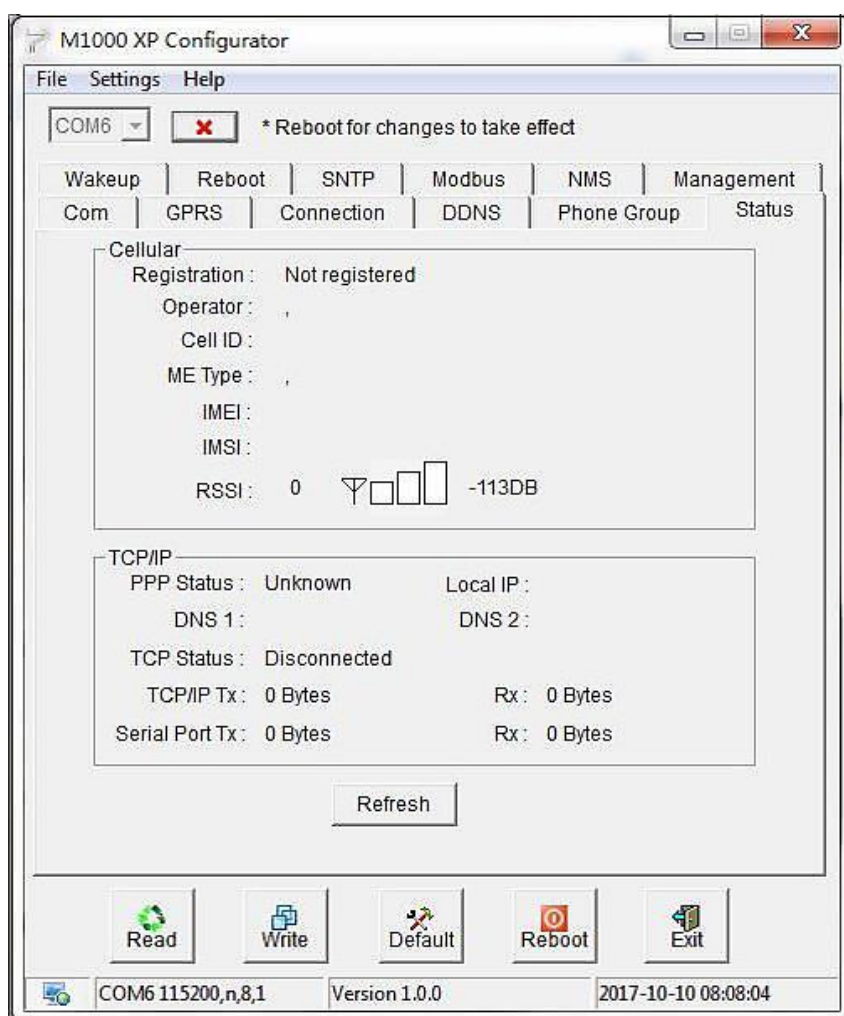 M1000 XP Configurator
File Settings Help
COM6 * Reboot for changes to take effect
Wakeup Reboot SNTP Modbus NMS Management
Com GPRS Connection DDNS Phone Group Status
Cellular
Registration : Not registered
Operator : ,
Cell ID :
ME Type : ,
IMEI :
IMSI :
RSSI : 0 -113DB
TCP/IP
PPP Status : Unknown Local IP :
DNS 1 : DNS 2 :
TCP Status : Disconnected
TCP/IP Tx : 0 Bytes Rx : 0 Bytes
Serial Port Tx : 0 Bytes Rx : 0 Bytes
Refresh
Read Write Default Reboot Exit
COM6 115200,n,8,1 Version 1.0.0 2017-10-10 08:08:04